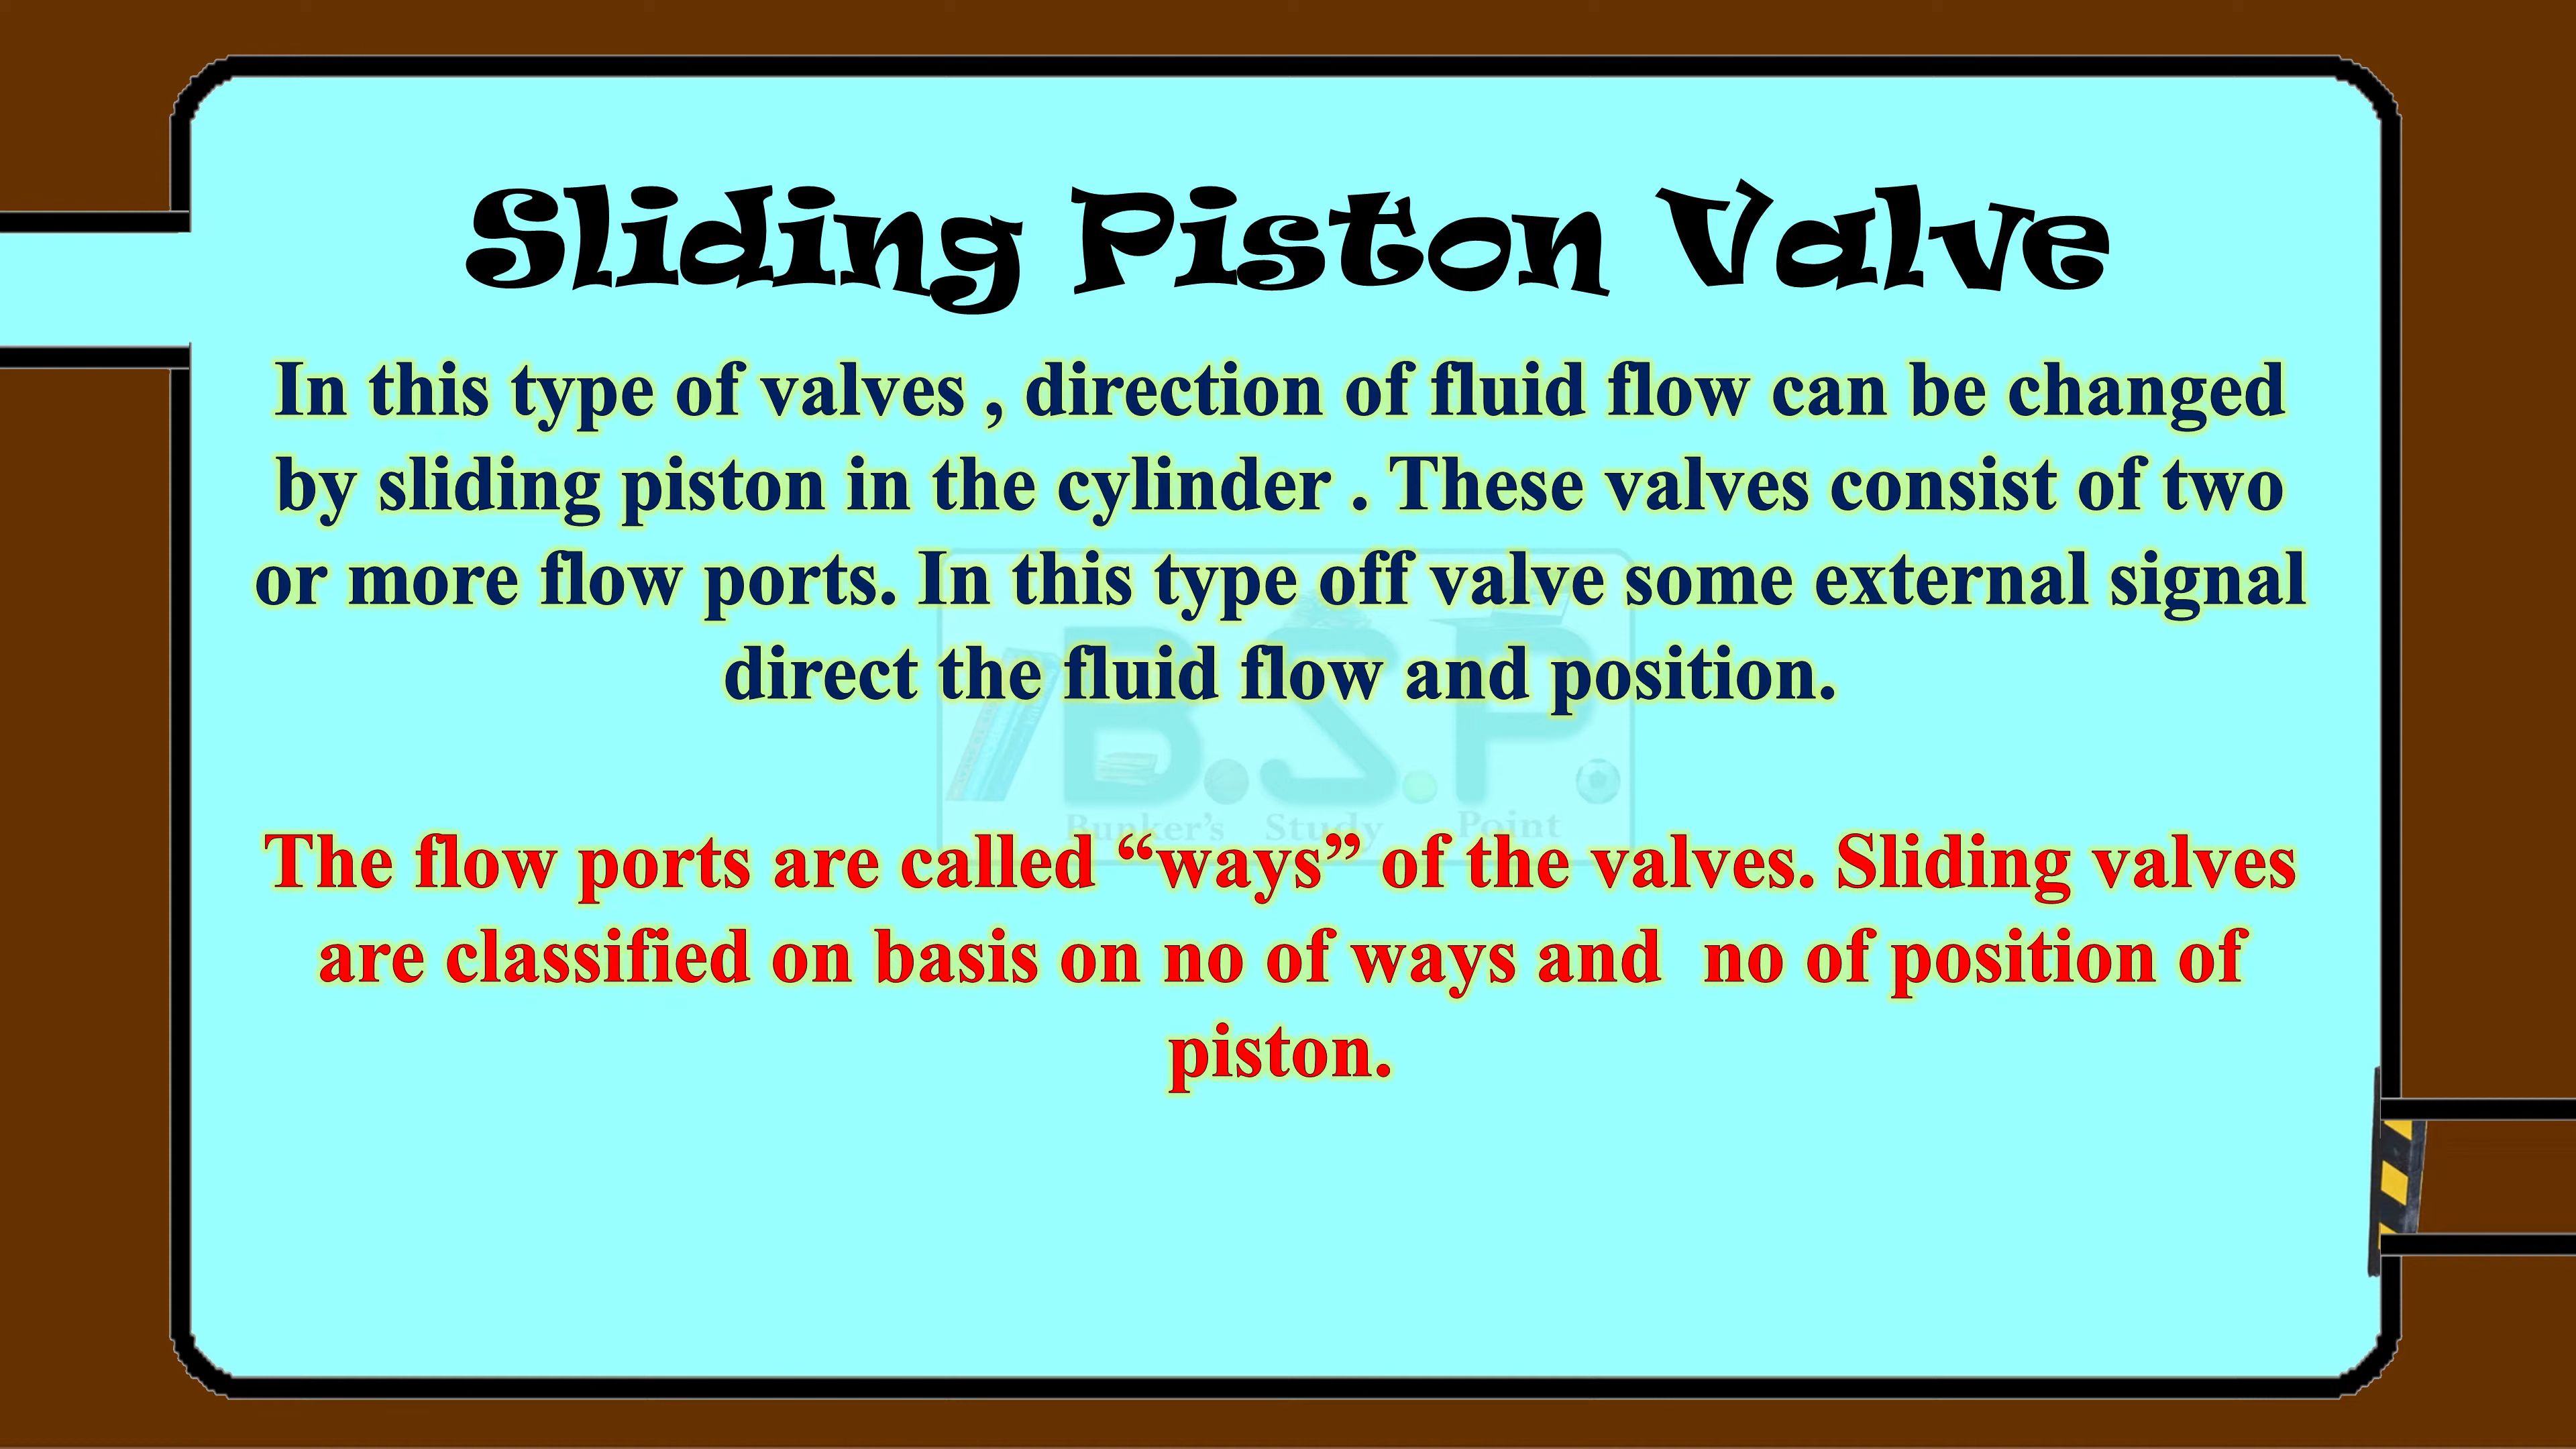 Sliding Piston Valve
In this type of valves , direction of fluid flow can be changed
by sliding piston in the cylinder . These valves consist of two
or more flow ports. In this type off valve some external signal
direct the fluid flow and position.
B.S.P.
Bunker's Study Point
The flow ports are called “ways” of the valves. Sliding valves
are classified on basis on no of ways and  no of position of
piston.